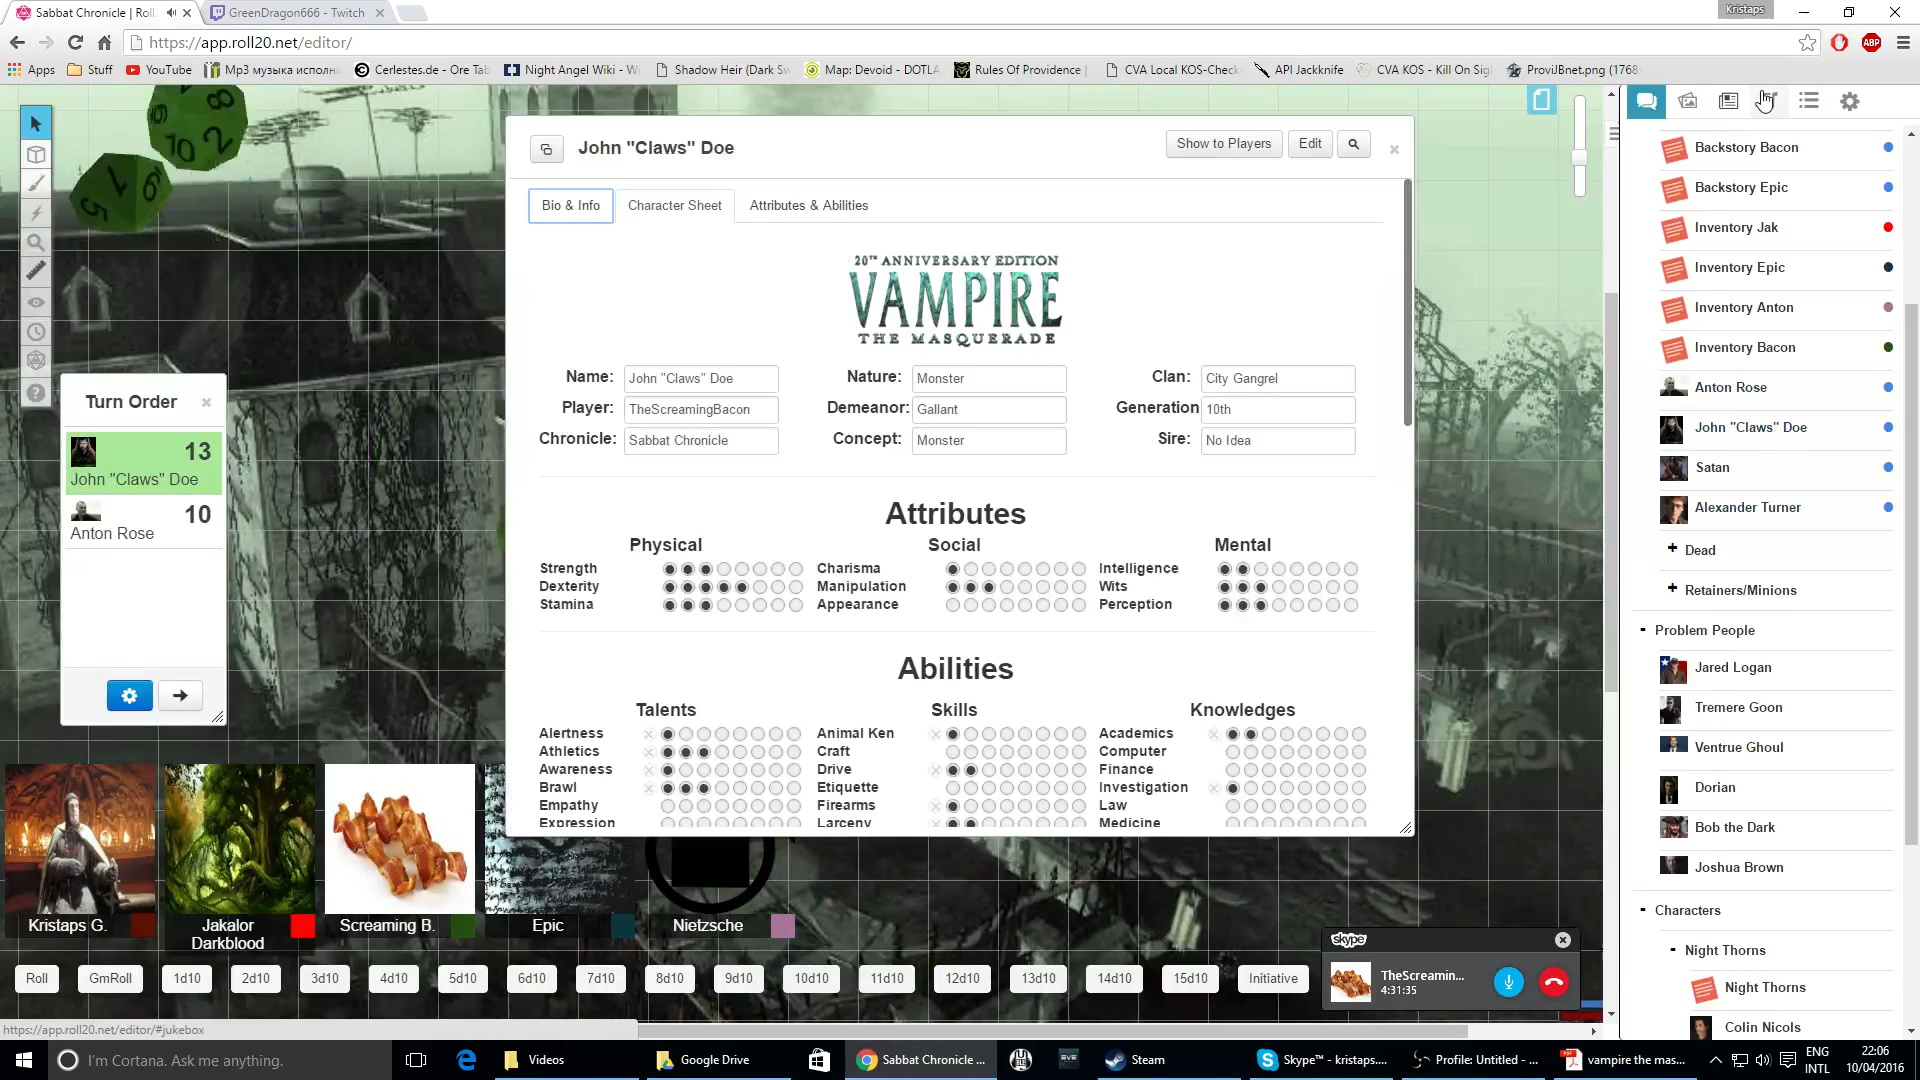 Sabbat Chronicle | Roll
GreenDragon666 - Twitch
Kristaps
https://app.roll20.net/editor/
Apps
Stuff
YouTube
Mp3 музыка исполни
Cerlestes.de - Ore Tab
Night Angel Wiki - Wi
Shadow Heir (Dark Sw
Map: Devoid - DOTLA
Rules Of Providence |
CVA Local KOS-Check
API Jackknife
CVA KOS - Kill On Sigh
ProviJBnet.png (1768×
John "Claws" Doe
Show to Players
Edit
Bio & Info
Character Sheet
Attributes & Abilities
20TH ANNIVERSARY EDITION
VAMPIRE
THE MASQUERADE
Name: John "Claws" Doe Nature: Monster Clan: City Gangrel
Player: TheScreamingBacon Demeanor: Gallant Generation 10th
Chronicle: Sabbat Chronicle Concept: Monster Sire: No Idea
Attributes
Physical Social Mental
Strength Charisma Intelligence
Dexterity Manipulation Wits
Stamina Appearance Perception
Abilities
Talents Skills Knowledges
Alertness Animal Ken Academics
Athletics Craft Computer
Awareness Drive Finance
Brawl Etiquette Investigation
Empathy Firearms Law
Expression Larceny Medicine
Turn Order
13
John "Claws" Doe
10
Anton Rose
Backstory Bacon
Backstory Epic
Inventory Jak
Inventory Epic
Inventory Anton
Inventory Bacon
Anton Rose
John "Claws" Doe
Satan
Alexander Turner
Dead
Retainers/Minions
Problem People
Jared Logan
Tremere Goon
Ventrue Ghoul
Dorian
Bob the Dark
Joshua Brown
Characters
Night Thorns
Night Thorns
Colin Nicols
Kristaps G.
Jakalor
Darkblood
Screaming B.
Epic
Nietzsche
Roll GmRoll 1d10 2d10 3d10 4d10 5d10 6d10 7d10 8d10 9d10 10d10 11d10 12d10 13d10 14d10 15d10 Initiative
skype
TheScreamin...
4:31:35
https://app.roll20.net/editor/#jukebox
I'm Cortana. Ask me anything.
Videos
Google Drive
Sabbat Chronicle ...
Steam
Skype™ - kristaps....
Profile: Untitled - ...
vampire the mas...
ENG
INTL
22:06
10/04/2016